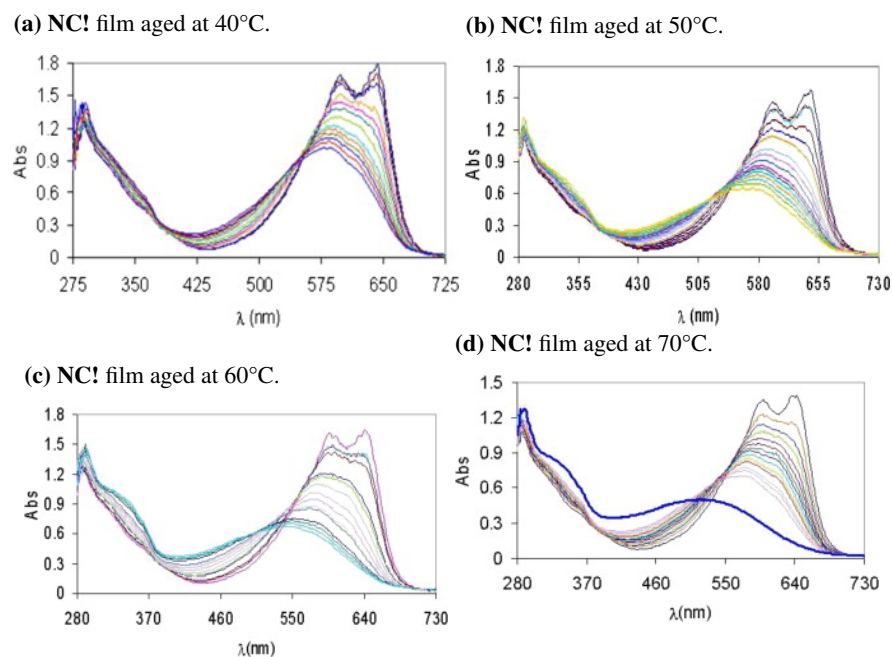 (a) NC! film aged at 40°C.
1.8
1.5
1.2
0.9
0.6
0.3
0
Abs
275 350 425 500 575 650 725
λ (nm)
(b) NC! film aged at 50°C.
1.8
1.5
1.2
0.9
0.6
0.3
0
Abs
280 355 430 505 580 655 730
λ (nm)
(c) NC! film aged at 60°C.
1.8
1.5
1.2
0.9
0.6
0.3
0
Abs
280 370 460 550 640 730
λ(nm)
(d) NC! film aged at 70°C.
1.5
1.2
0.9
0.6
0.3
0
Abs
280 370 460 550 640 730
λ(nm)